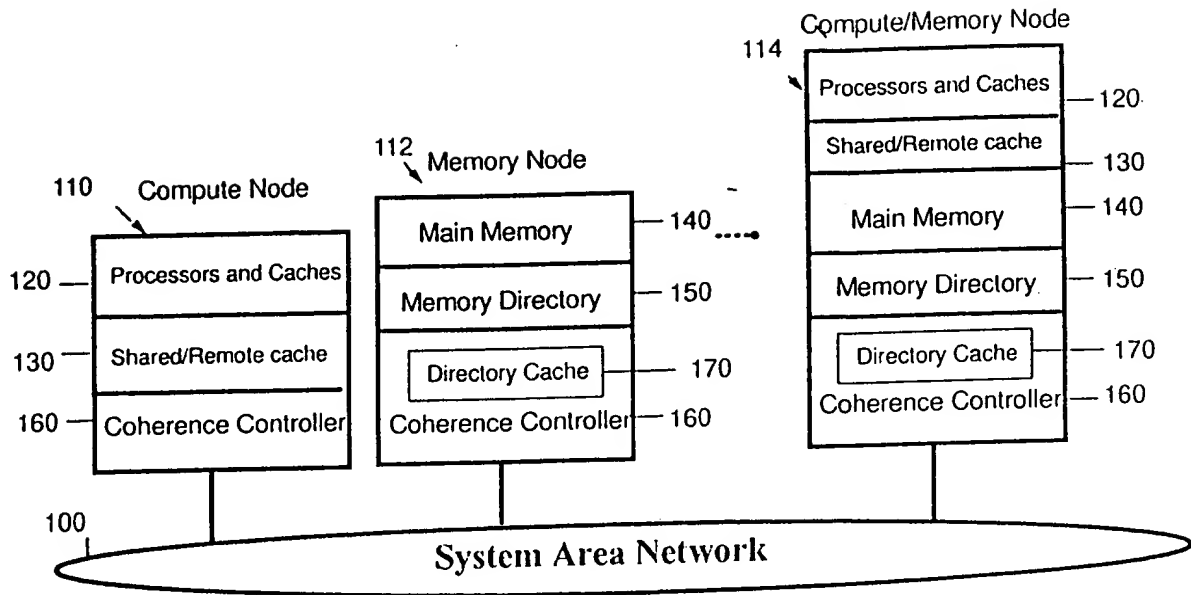 Compute/Memory Node
114
Processors and Caches
120
Shared/Remote cache
130
Main Memory
140
Memory Directory
150
Directory Cache
170
Coherence Controller
160
112
Memory Node
Main Memory
140
Memory Directory
150
Directory Cache
170
Coherence Controller
160
110
Compute Node
120
Processors and Caches
130
Shared/Remote cache
160
Coherence Controller
100
System Area Network